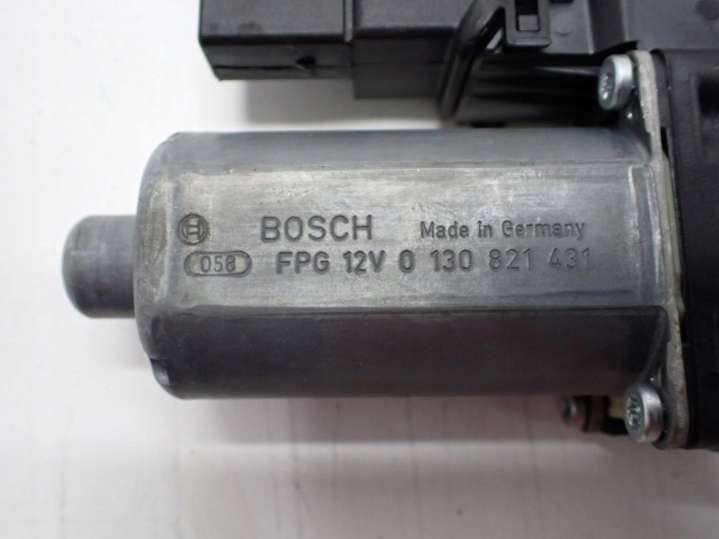 BOSCH Made in Germany
058 FPG 12V 0 130 821 431